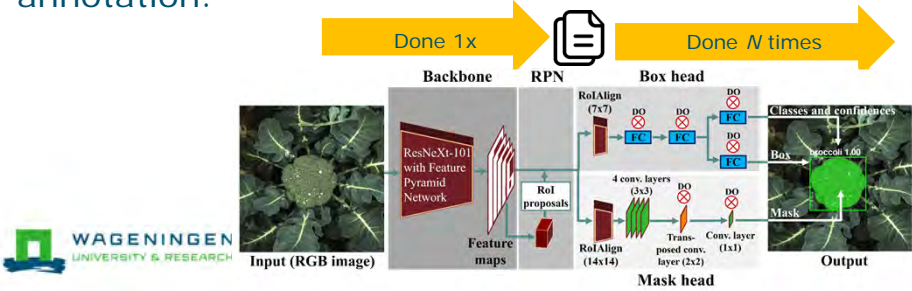 annotation.
Done 1x
Done N times
Backbone
RPN
Box head
RoIAlign
(7x7)
DO
FC
DO
FC
DO
FC
DO
FC
Classes and confidences
Box
Mask
broccoli 1.00
ResNeXt-101
with Feature
Pyramid
Network
RoI
proposals
4 conv. layers
(3x3)
DO
DO
RoIAlign
(14x14)
Trans-
posed conv.
layer (2x2)
Conv. layer
(1x1)
Feature
maps
Input (RGB image)
Mask head
Output
WAGENINGEN
UNIVERSITY & RESEARCH